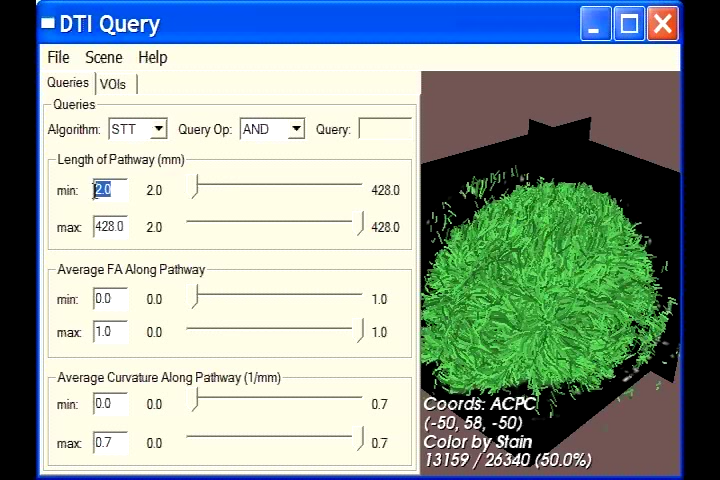 DTI Query
File Scene Help
Queries VOIs
Queries
Algorithm: STT Query Op: AND Query:
Length of Pathway (mm)
min: 2.0 2.0 428.0
max: 428.0 2.0 428.0
Average FA Along Pathway
min: 0.0 0.0 1.0
max: 1.0 0.0 1.0
Average Curvature Along Pathway (1/mm)
min: 0.0 0.0 0.7
max: 0.7 0.0 0.7
Coords: ACPC
(-50, 58, -50)
Color by Stain
13159 / 26340 (50.0%)